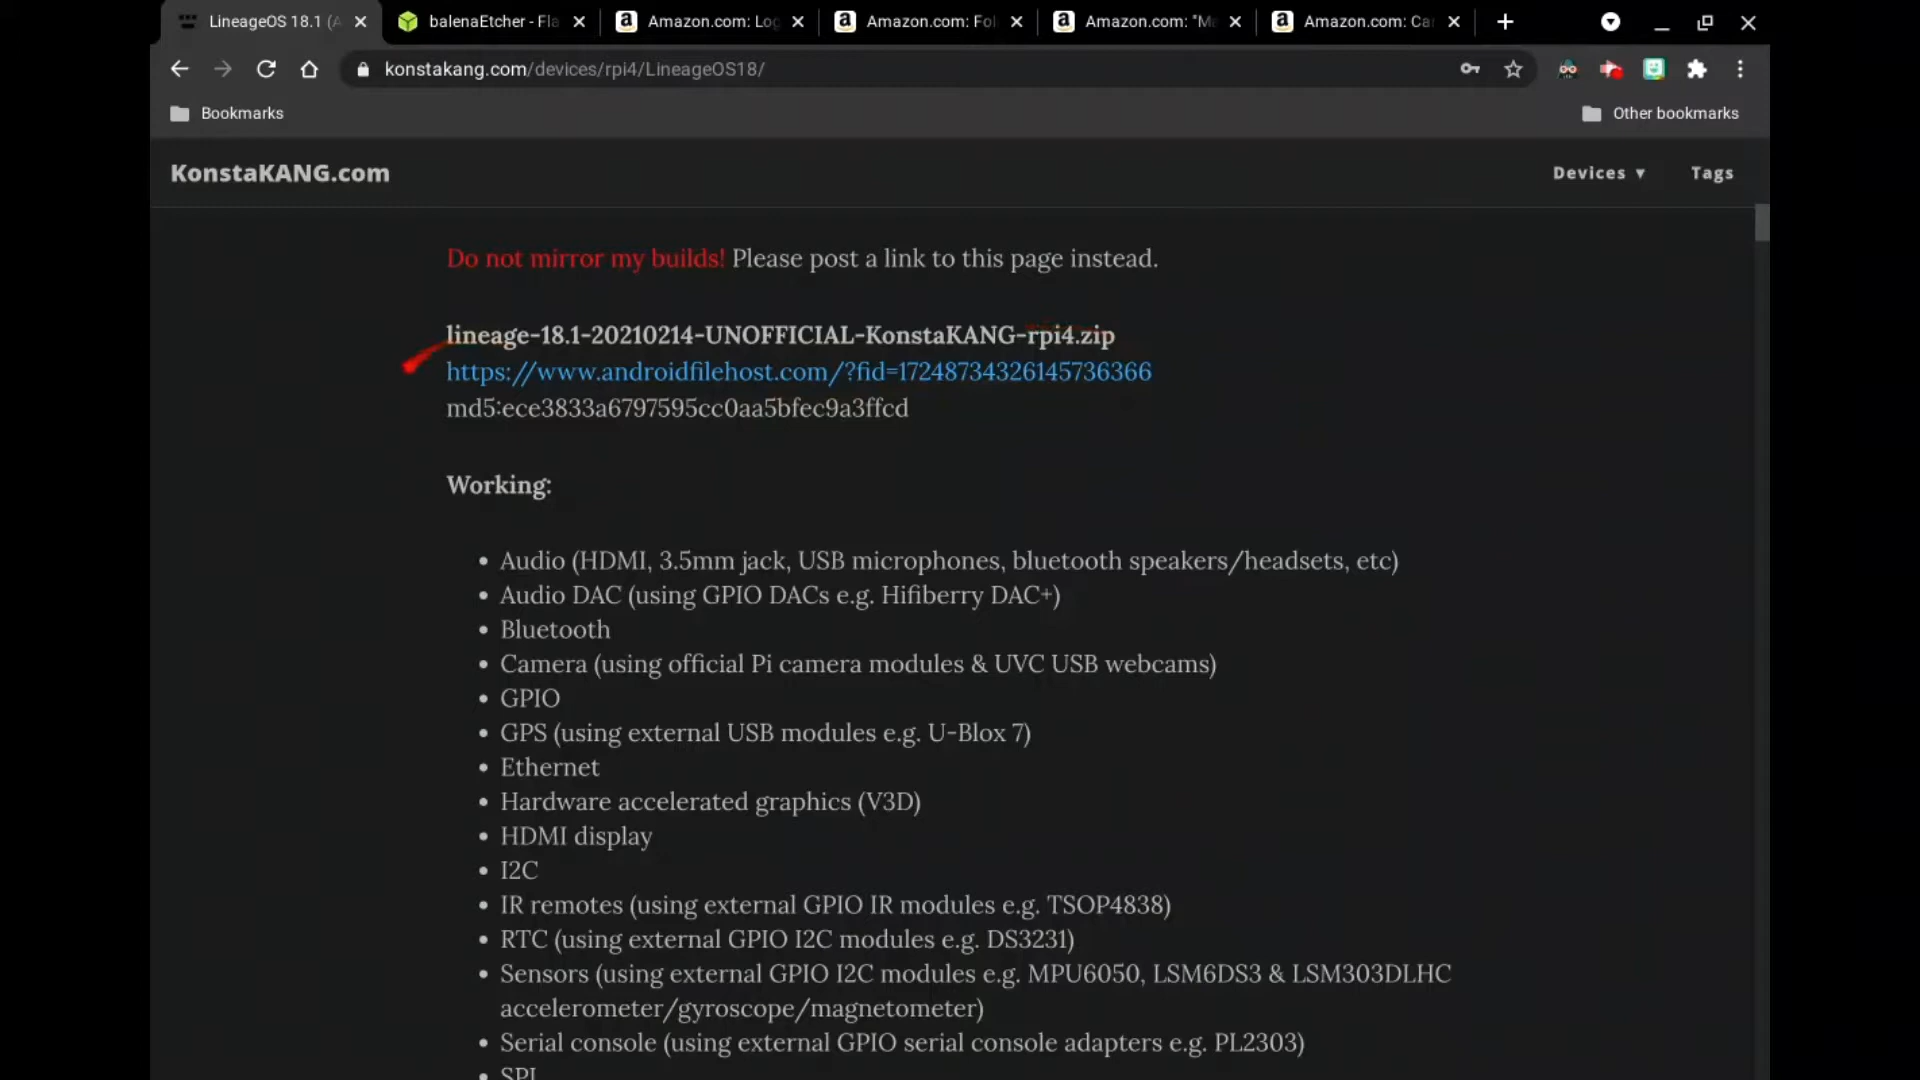 LineageOS 18.1 (A
balenaEtcher - Fla
Amazon.com: Log
Amazon.com: Fol
Amazon.com: "M
Amazon.com: Ca
konstakang.com/devices/rpi4/LineageOS18/
Bookmarks
Other bookmarks
KonstaKANG.com
Devices ▾
Tags
Do not mirror my builds! Please post a link to this page instead.
lineage-18.1-20210214-UNOFFICIAL-KonstaKANG-rpi4.zip
https://www.androidfilehost.com/?fid=17248734326145736366
md5:ece3833a6797595cc0aa5bfec9a3ffcd
Working:
• Audio (HDMI, 3.5mm jack, USB microphones, bluetooth speakers/headsets, etc)
• Audio DAC (using GPIO DACs e.g. Hifiberry DAC+)
• Bluetooth
• Camera (using official Pi camera modules & UVC USB webcams)
• GPIO
• GPS (using external USB modules e.g. U-Blox 7)
• Ethernet
• Hardware accelerated graphics (V3D)
• HDMI display
• I2C
• IR remotes (using external GPIO IR modules e.g. TSOP4838)
• RTC (using external GPIO I2C modules e.g. DS3231)
• Sensors (using external GPIO I2C modules e.g. MPU6050, LSM6DS3 & LSM303DLHC
accelerometer/gyroscope/magnetometer)
• Serial console (using external GPIO serial console adapters e.g. PL2303)
• SPI